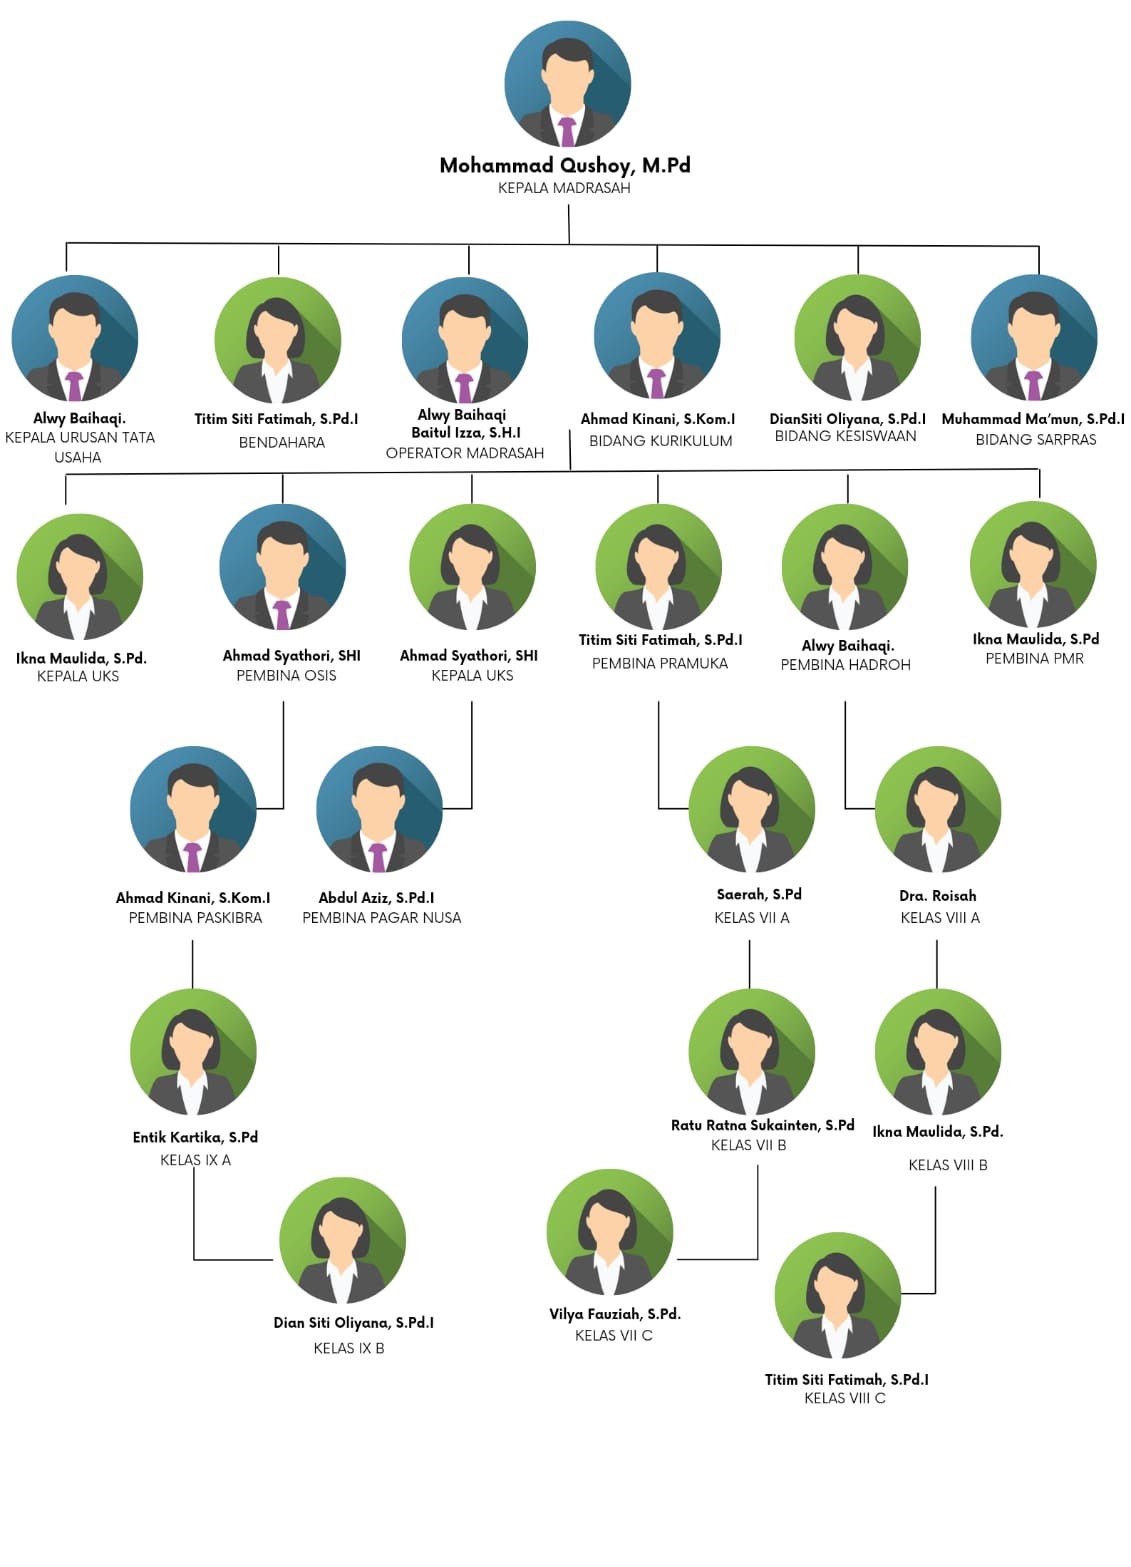 Mohammad Qushoy, M.Pd
KEPALA MADRASAH
Alwy Baihaqi.
KEPALA URUSAN TATA
USAHA
Titim Siti Fatimah, S.Pd.I
BENDAHARA
Alwy Baihaqi
Baitul Izza, S.H.I
OPERATOR MADRASAH
Ahmad Kinani, S.Kom.I
BIDANG KURIKULUM
DianSiti Oliyana, S.Pd.I
BIDANG KESISWAAN
Muhammad Ma'mun, S.Pd.I
BIDANG SARPRAS
Ikna Maulida, S.Pd.
KEPALA UKS
Ahmad Syathori, SHI
PEMBINA OSIS
Ahmad Syathori, SHI
KEPALA UKS
Titim Siti Fatimah, S.Pd.I
PEMBINA PRAMUKA
Alwy Baihaqi.
PEMBINA HADROH
Ikna Maulida, S.Pd
PEMBINA PMR
Ahmad Kinani, S.Kom.I
PEMBINA PASKIBRA
Abdul Aziz, S.Pd.I
PEMBINA PAGAR NUSA
Saerah, S.Pd
KELAS VII A
Dra. Roisah
KELAS VIII A
Entik Kartika, S.Pd
KELAS IX A
Ratu Ratna Sukainten, S.Pd
KELAS VII B
Ikna Maulida, S.Pd.
KELAS VIII B
Dian Siti Oliyana, S.Pd.I
KELAS IX B
Vilya Fauziah, S.Pd.
KELAS VII C
Titim Siti Fatimah, S.Pd.I
KELAS VIII C